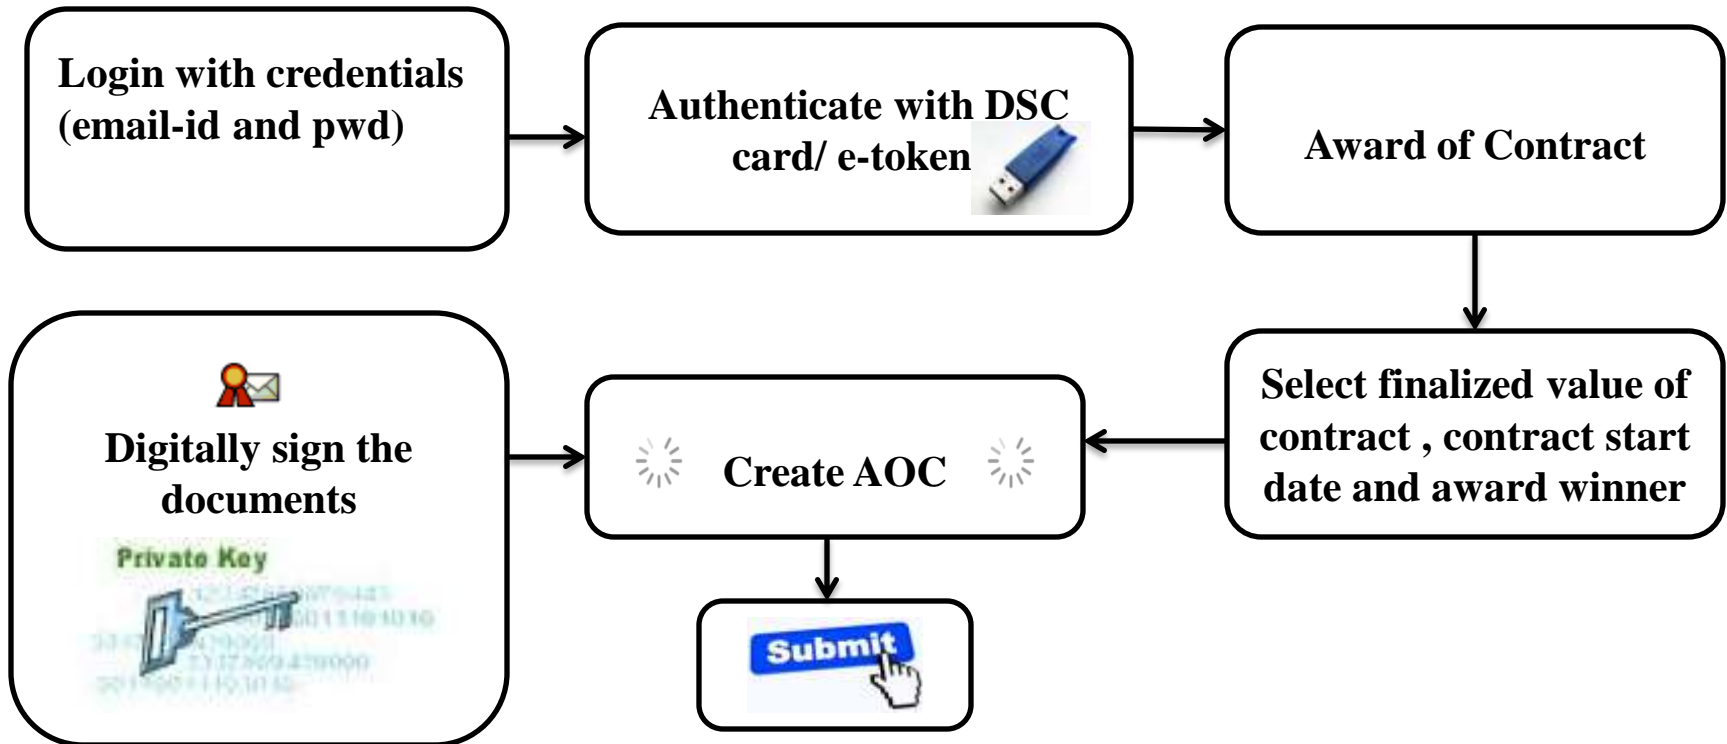 Login with credentials
(email-id and pwd)
Authenticate with DSC
card/ e-token
Award of Contract
Select finalized value of
contract , contract start
date and award winner
Create AOC
Digitally sign the
documents
Private Key
Submit